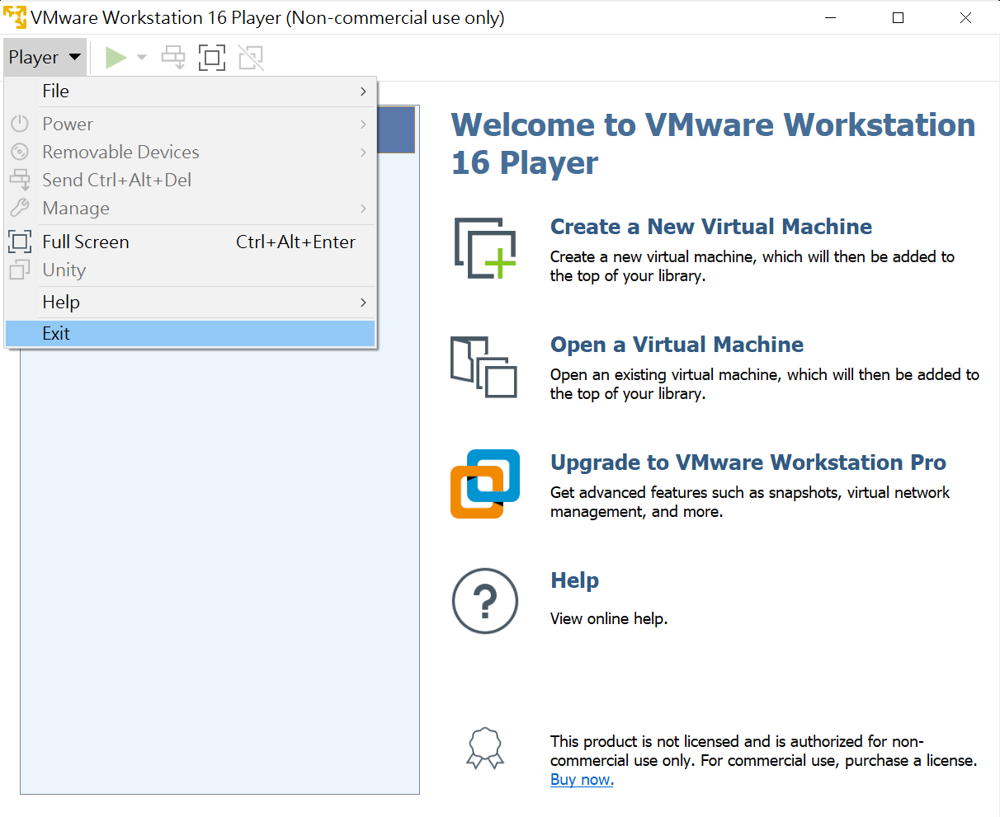 VMware Workstation 16 Player (Non-commercial use only)
Player
File
Power
Removable Devices
Send Ctrl+Alt+Del
Manage
Full Screen Ctrl+Alt+Enter
Unity
Help
Exit
Welcome to VMware Workstation
16 Player
Create a New Virtual Machine
Create a new virtual machine, which will then be added to
the top of your library.
Open a Virtual Machine
Open an existing virtual machine, which will then be added to
the top of your library.
Upgrade to VMware Workstation Pro
Get advanced features such as snapshots, virtual network
management, and more.
Help
View online help.
This product is not licensed and is authorized for non-
commercial use only. For commercial use, purchase a license.
Buy now.